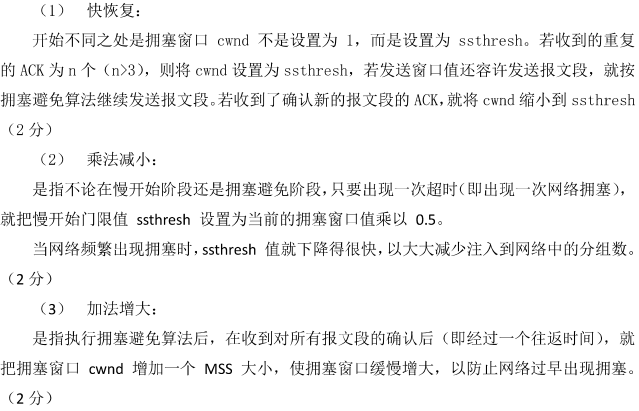 （1） 快恢复：
开始不同之处是拥塞窗口 cwnd 不是设置为 1，而是设置为 ssthresh。若收到的重复
的 ACK 为 n 个（n>3），则将 cwnd 设置为 ssthresh，若发送窗口值还容许发送报文段，就按
拥塞避免算法继续发送报文段。若收到了确认新的报文段的 ACK，就将 cwnd 缩小到 ssthresh
（2 分）
（2） 乘法减小：
是指不论在慢开始阶段还是拥塞避免阶段，只要出现一次超时（即出现一次网络拥塞），
就把慢开始门限值 ssthresh 设置为当前的拥塞窗口值乘以 0.5。
当网络频繁出现拥塞时，ssthresh 值就下降得很快，以大大减少注入到网络中的分组数。
（2 分）
（3） 加法增大：
是指执行拥塞避免算法后，在收到对所有报文段的确认后（即经过一个往返时间），就
把拥塞窗口 cwnd 增加一个 MSS 大小，使拥塞窗口缓慢增大，以防止网络过早出现拥塞。
（2 分）